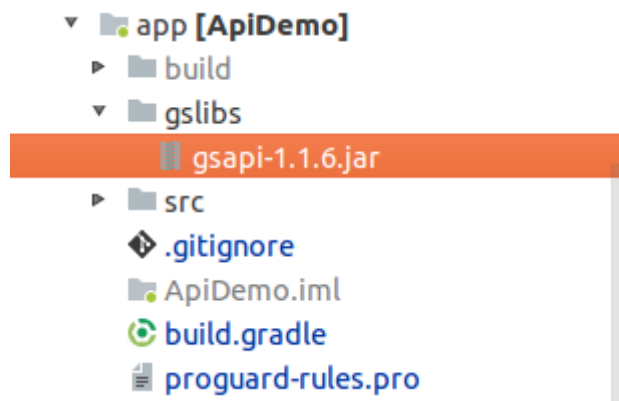 app [ApiDemo]
build
gslibs
gsapi-1.1.6.jar
src
.gitignore
ApiDemo.iml
build.gradle
proguard-rules.pro